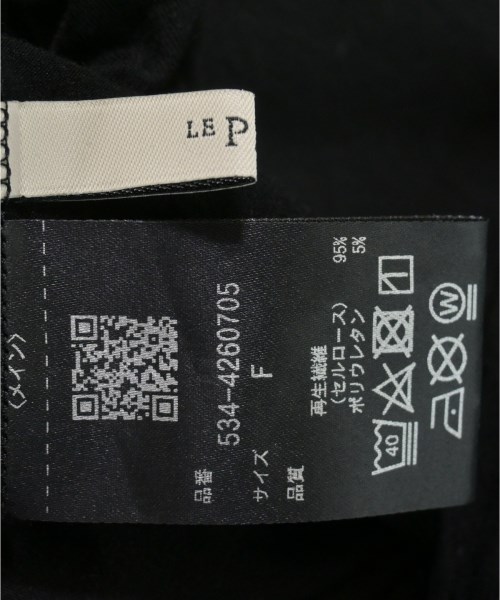 LE P
〈メイン〉
品番
534-4260705
サイズ
F
品質
再生繊維 95%
(セルロース)
ポリウレタン 5%
40
W